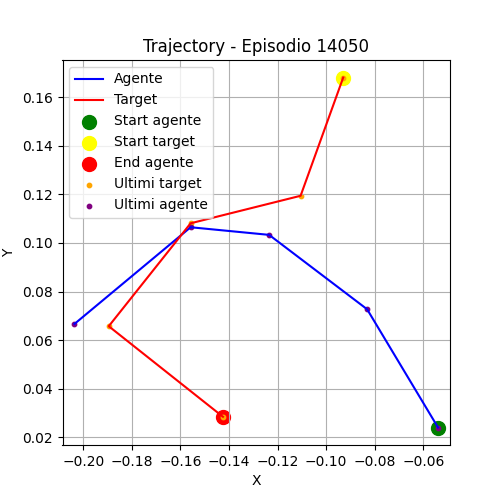 Trajectory - Episodio 14050
Agente
Target
Start agente
Start target
End agente
Ultimi target
Ultimi agente
0.16
0.14
0.12
0.10
0.08
0.06
0.04
0.02
Y
−0.20 −0.18 −0.16 −0.14 −0.12 −0.10 −0.08 −0.06
X